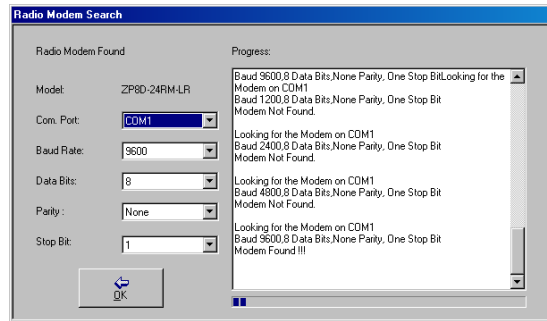 Radio Modem Search
Radio Modem Found
Model: ZP8D-24RM-LR
Com. Port: COM1
Baud Rate: 9600
Data Bits: 8
Parity : None
Stop Bit: 1
OK
Progress:
Baud 9600,8 Data Bits,None Parity, One Stop BitLooking for the
Modem on COM1
Baud 1200,8 Data Bits,None Parity, One Stop Bit
Modem Not Found.
Looking for the Modem on COM1
Baud 2400,8 Data Bits,None Parity, One Stop Bit
Modem Not Found.
Looking for the Modem on COM1
Baud 4800,8 Data Bits,None Parity, One Stop Bit
Modem Not Found.
Looking for the Modem on COM1
Baud 9600,8 Data Bits,None Parity, One Stop Bit
Modem Found !!!